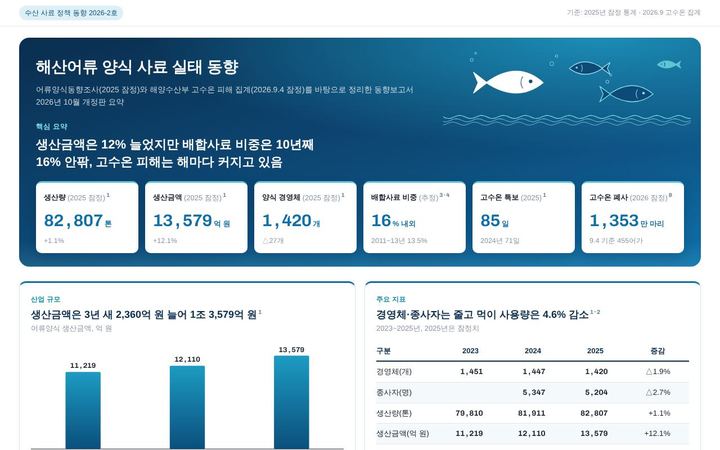 수산 사료 정책 동향 2026-2호
기준: 2025년 잠정 통계 · 2026.9 고수온 집계
해산어류 양식 사료 실태 동향
어류양식동향조사(2025 잠정)와 해양수산부 고수온 피해 집계(2026.9.4 잠정)를 바탕으로 정리한 동향보고서
2026년 10월 개정판 요약
핵심 요약
생산금액은 12% 늘었지만 배합사료 비중은 10년째
16% 안팎, 고수온 피해는 해마다 커지고 있음
생산량 (2025 잠정) 1
82,807톤
+1.1%
생산금액 (2025 잠정) 1
13,579억 원
+12.1%
양식 경영체 (2025 잠정) 1
1,420개
△27개
배합사료 비중 (추정) 3·4
16% 내외
2011~13년 13.5%
고수온 특보 (2025) 1
85일
2024년 71일
고수온 폐사 (2026 잠정) 8
1,353만 마리
9.4 기준 455어가
산업 규모
생산금액은 3년 새 2,360억 원 늘어 1조 3,579억 원 1
어류양식 생산금액, 억 원
11,219
12,110
13,579
주요 지표
경영체·종사자는 줄고 먹이 사용량은 4.6% 감소 1·2
2023~2025년, 2025년은 잠정치
구분 2023 2024 2025 증감
경영체(개) 1,451 1,447 1,420 △1.9%
종사자(명) 5,347 5,204 △2.7%
생산량(톤) 79,810 81,911 82,807 +1.1%
생산금액(억 원) 11,219 12,110 13,579 +12.1%